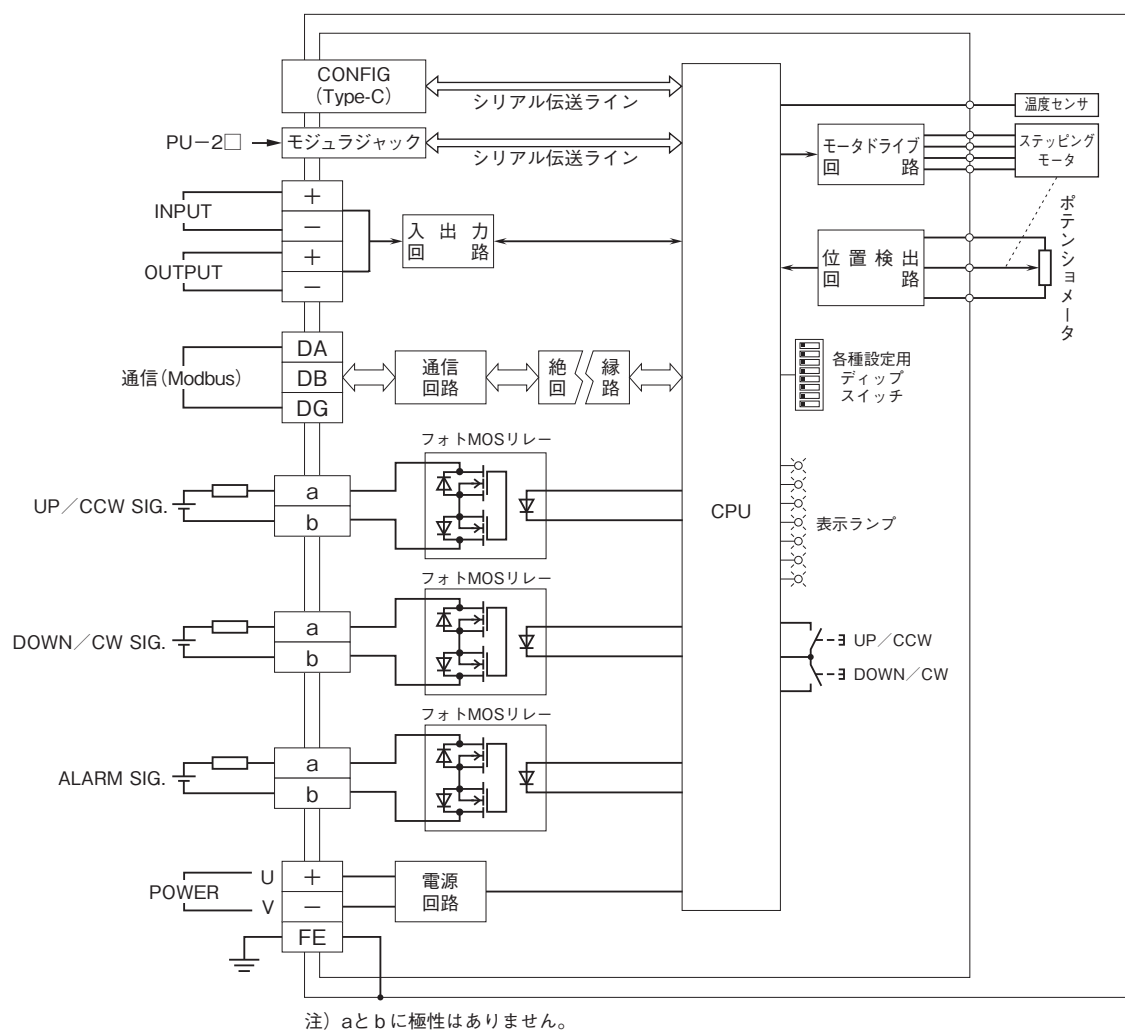 CONFIG
(Type-C)
シリアル伝送ライン
PU−2□
モジュラジャック
シリアル伝送ライン
INPUT
+
−
OUTPUT
+
−
入出力
回路
通信(Modbus)
DA
DB
DG
通信
回路
絶縁
回路
フォトMOSリレー
UP/CCW SIG.
a
b
フォトMOSリレー
DOWN/CW SIG.
a
b
フォトMOSリレー
ALARM SIG.
a
b
POWER
U
+
V
−
FE
電源
回路
CPU
温度センサ
モータドライブ
回路
ステッピング
モータ
位置検出
回路
ポテンショメータ
各種設定用
ディップ
スイッチ
表示ランプ
UP/CCW
DOWN/CW
注）aとbに極性はありません。